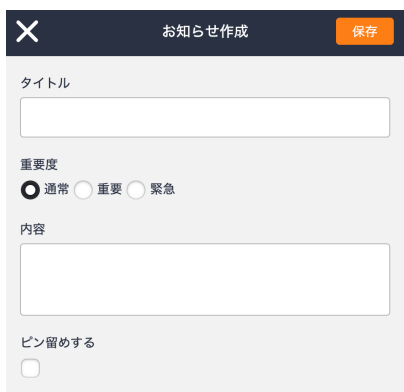 お知らせ作成 保存
タイトル
重要度
通常 重要 緊急
内容
ピン留めする